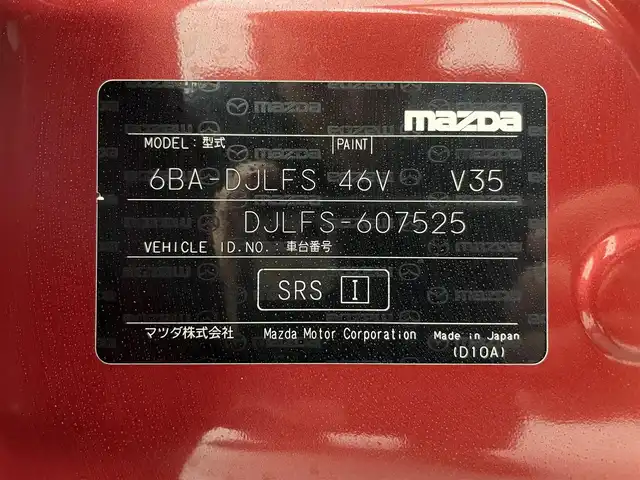 mazda
MODEL: 型式 PAINT
6BA-DJLFS 46V V35
DJLFS-607525
VEHICLE ID.NO.: 車台番号
SRS I
マツダ株式会社 Mazda Motor Corporation Made in Japan
(D10A)